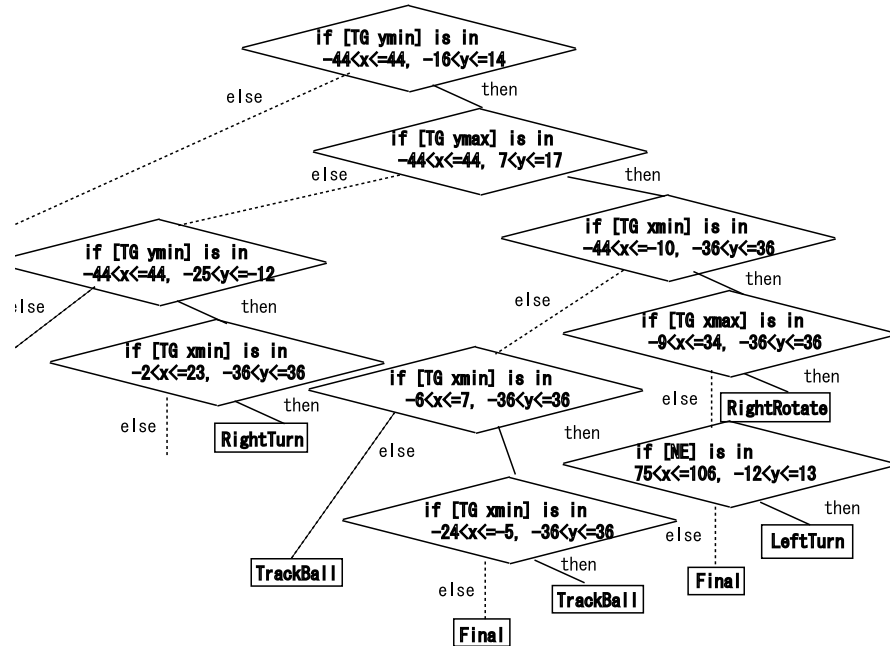 if [TG ymin] is in
-44<x<=44, -16<y<=14
else
then
if [TG ymax] is in
-44<x<=44, 7<y<=17
else
then
if [TG ymin] is in
-44<x<=44, -25<y<=-12
if [TG xmin] is in
-44<x<=-10, -36<y<=36
else
then
else
then
if [TG xmax] is in
-9<x<=34, -36<y<=36
if [TG xmin] is in
-2<x<=23, -36<y<=36
if [TG xmin] is in
-6<x<=7, -36<y<=36
else
then
RightTurn
else
then
else
then
RightRotate
if [NE] is in
75<x<=106, -12<y<=13
if [TG xmin] is in
-24<x<=-5, -36<y<=36
else
then
LeftTurn
TrackBall
else
then
TrackBall
Final
Final